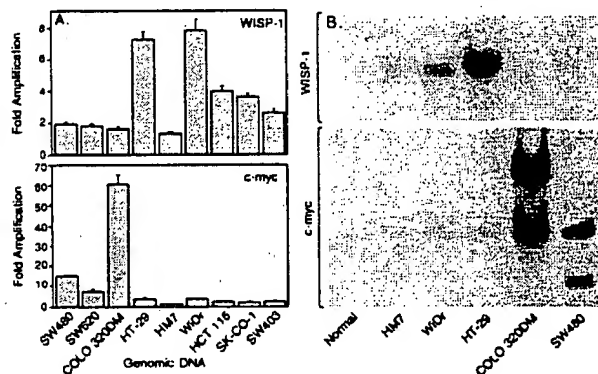 A.
WISP-1
Fold Amplification
8
6
4
2
0
c-myc
Fold Amplification
70
60
50
40
30
20
10
0
SW480
SW620
COLO 320DM
HT-29
HM7
WiDr
HCT 116
SK-CO-1
SW403
Genomic DNA
B.
WISP-1
c-myc
Normal
HM7
WiDr
HT-29
COLO 320DM
SW480